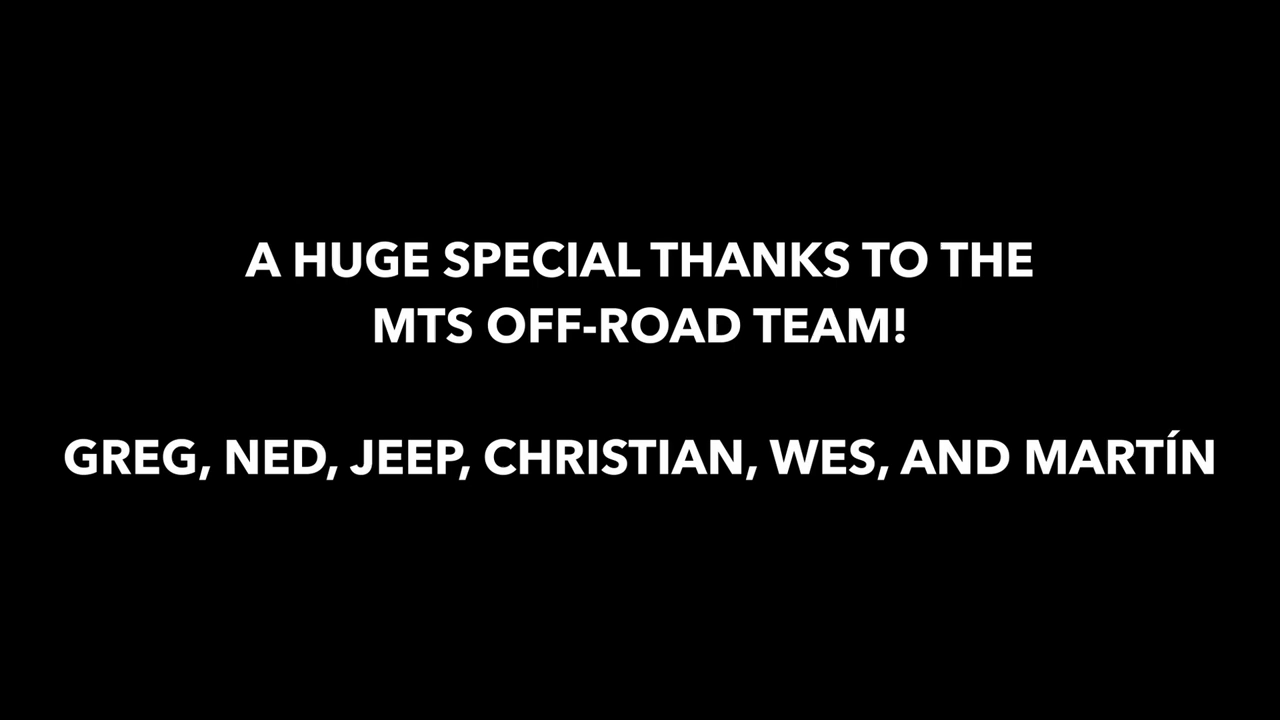 A HUGE SPECIAL THANKS TO THE
MTS OFF-ROAD TEAM!
GREG, NED, JEEP, CHRISTIAN, WES, AND MARTÍN